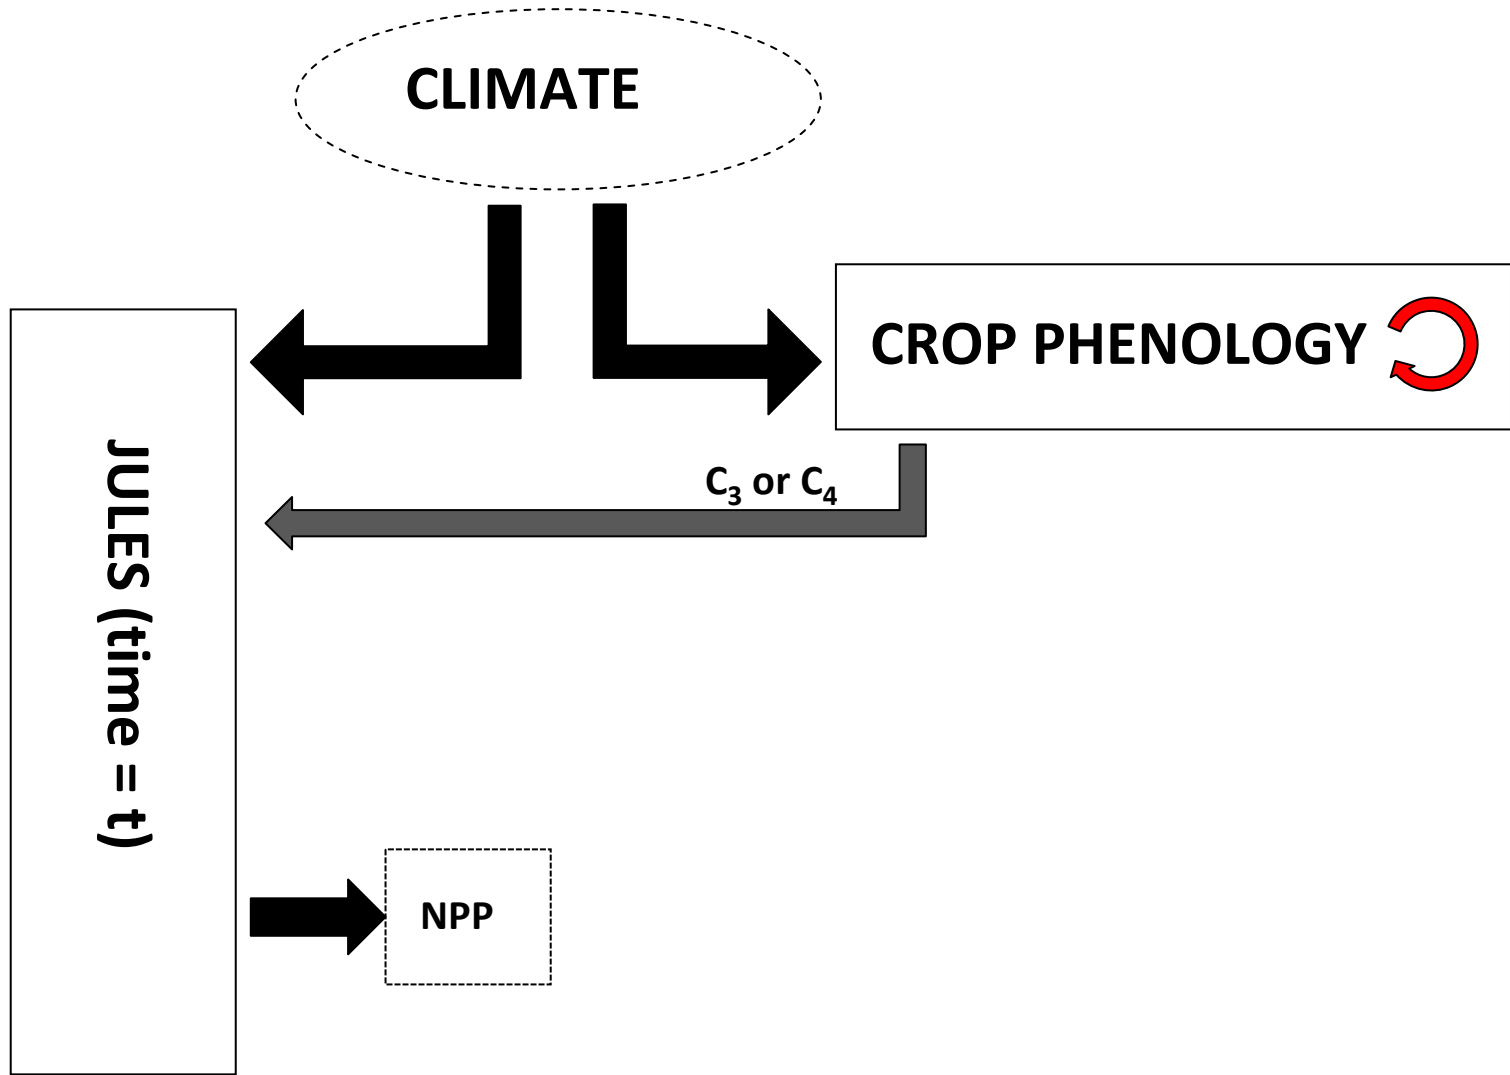 CLIMATE
CROP PHENOLOGY
C₃ or C₄
JULES (time = t)
NPP